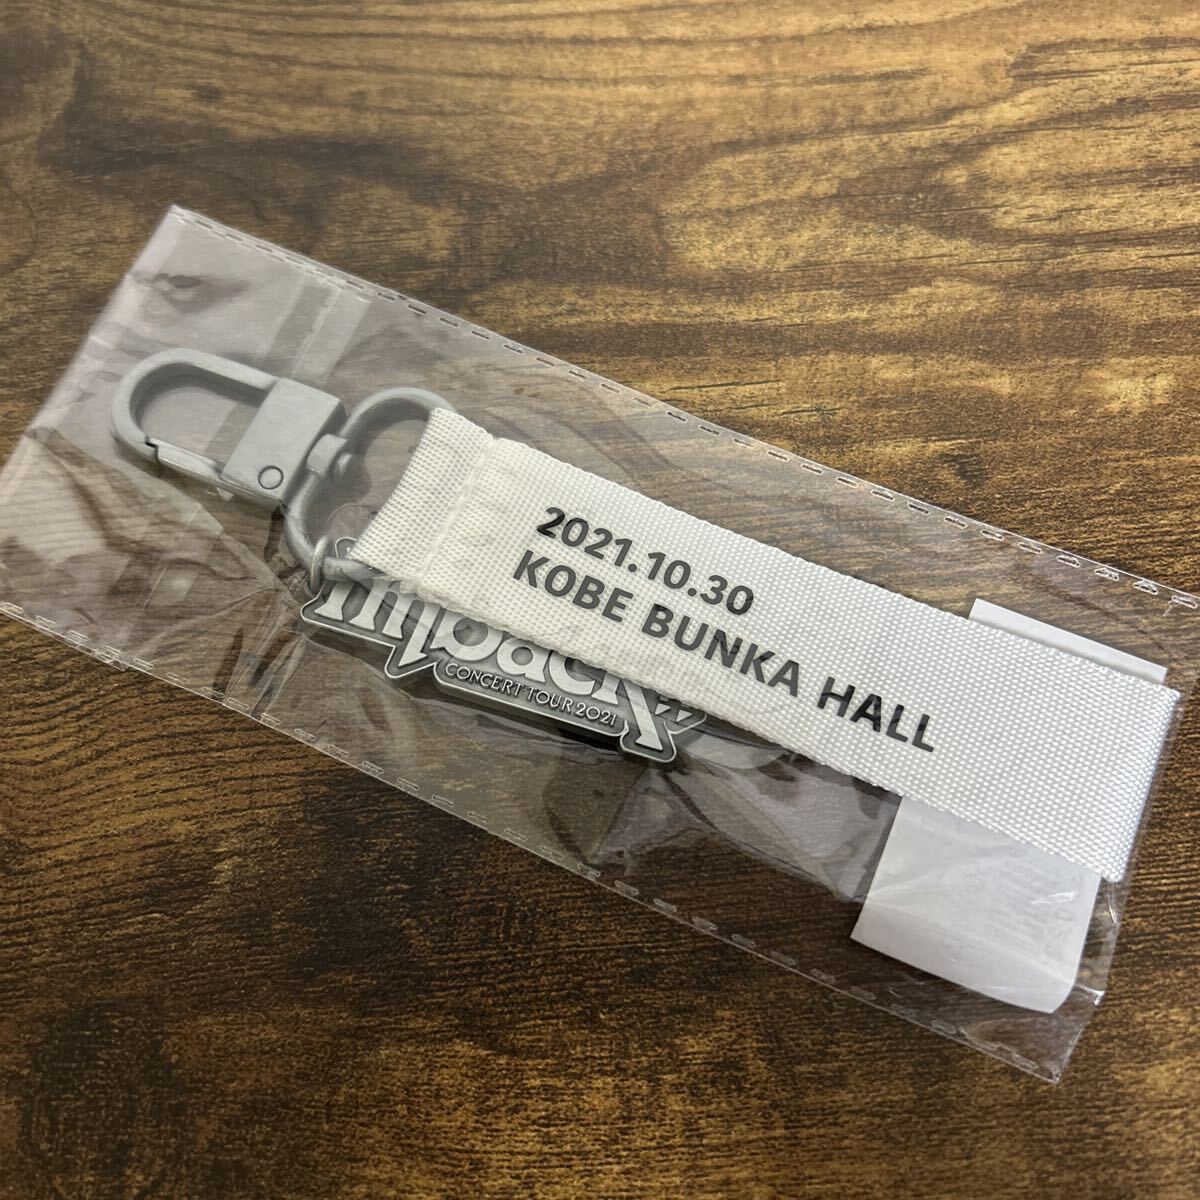 2021.10.30
KOBE BUNKA HALL
CONCERT TOUR 2021